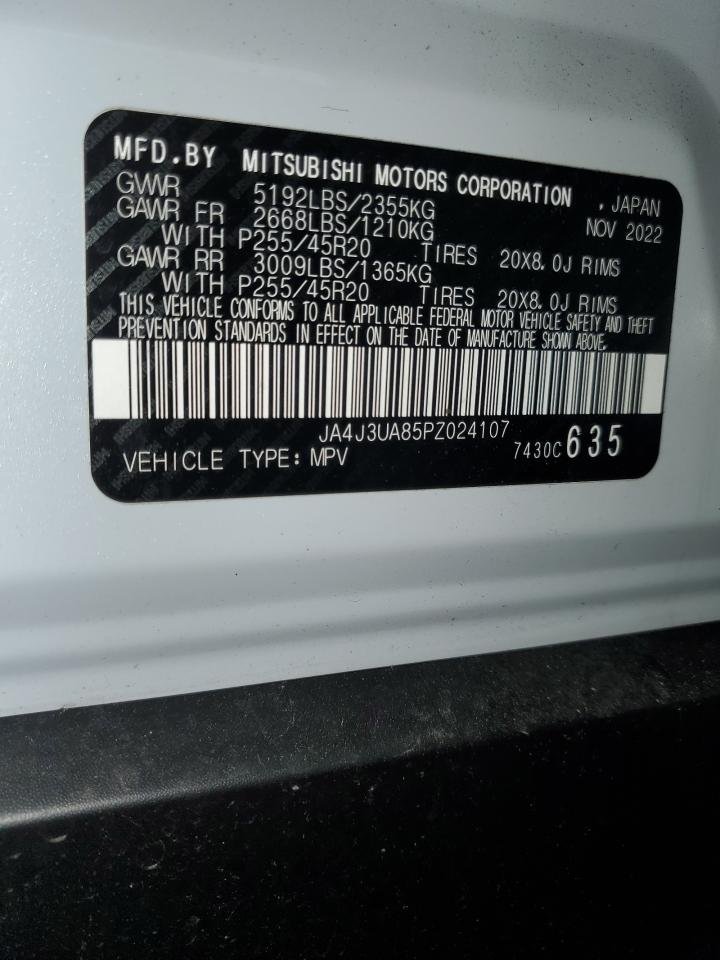 MFD.BY MITSUBISHI MOTORS CORPORATION , JAPAN
GVWR 5192LBS/2355KG NOV 2022
GAWR FR 2668LBS/1210KG
WITH P255/45R20 TIRES 20X8.0J RIMS
GAWR RR 3009LBS/1365KG
WITH P255/45R20 TIRES 20X8.0J RIMS
THIS VEHICLE CONFORMS TO ALL APPLICABLE FEDERAL MOTOR VEHICLE SAFETY AND THEFT
PREVENTION STANDARDS IN EFFECT ON THE DATE OF MANUFACTURE SHOWN ABOVE.
JA4J3UA85PZ024107
VEHICLE TYPE: MPV 7430C 635